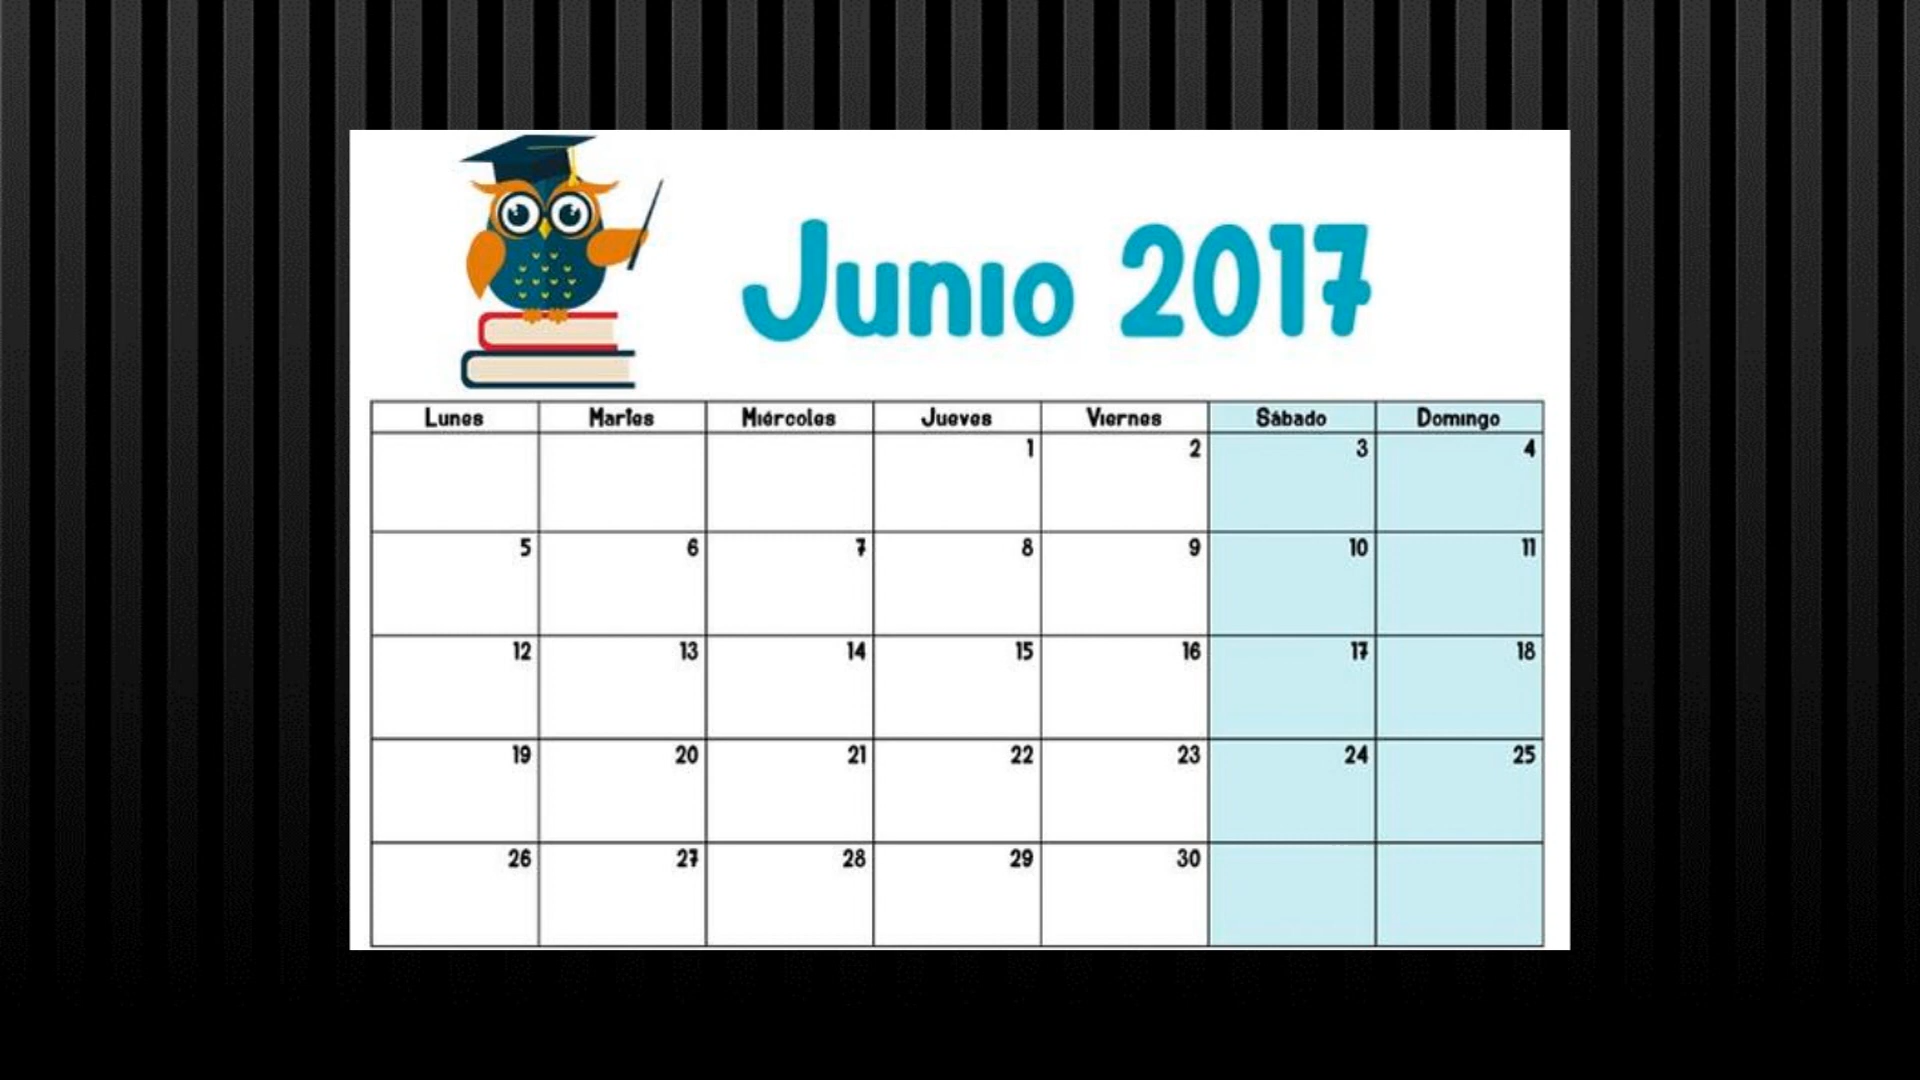 Junio 2017
Lunes Martes Miércoles Jueves Viernes Sábado Domingo
1 2 3 4
5 6 7 8 9 10 11
12 13 14 15 16 17 18
19 20 21 22 23 24 25
26 27 28 29 30